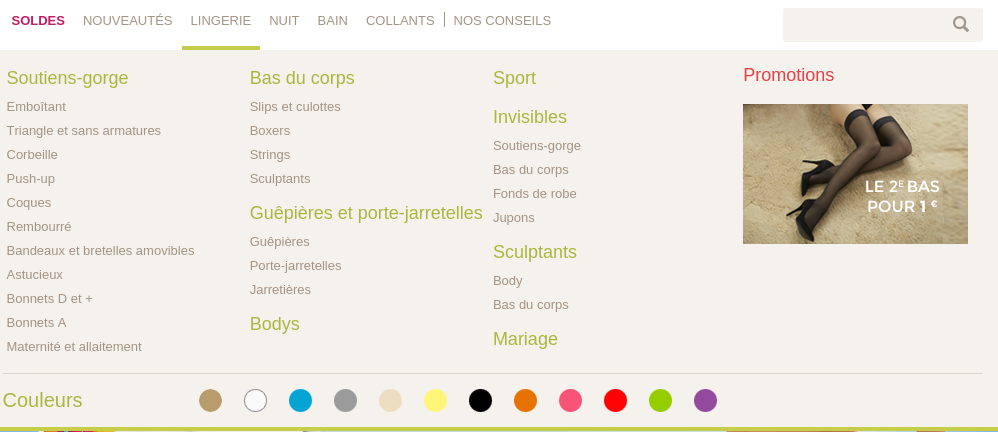 SOLDES NOUVEAUTÉS LINGERIE NUIT BAIN COLLANTS NOS CONSEILS
Soutiens-gorge
Emboîtant
Triangle et sans armatures
Corbeille
Push-up
Coques
Rembourré
Bandeaux et bretelles amovibles
Astucieux
Bonnets D et +
Bonnets A
Maternité et allaitement
Bas du corps
Slips et culottes
Boxers
Strings
Sculptants
Guêpières et porte-jarretelles
Guêpières
Porte-jarretelles
Jarretières
Bodys
Sport
Invisibles
Soutiens-gorge
Bas du corps
Fonds de robe
Jupons
Sculptants
Body
Bas du corps
Mariage
Promotions
LE 2E BAS
POUR 1 €
Couleurs